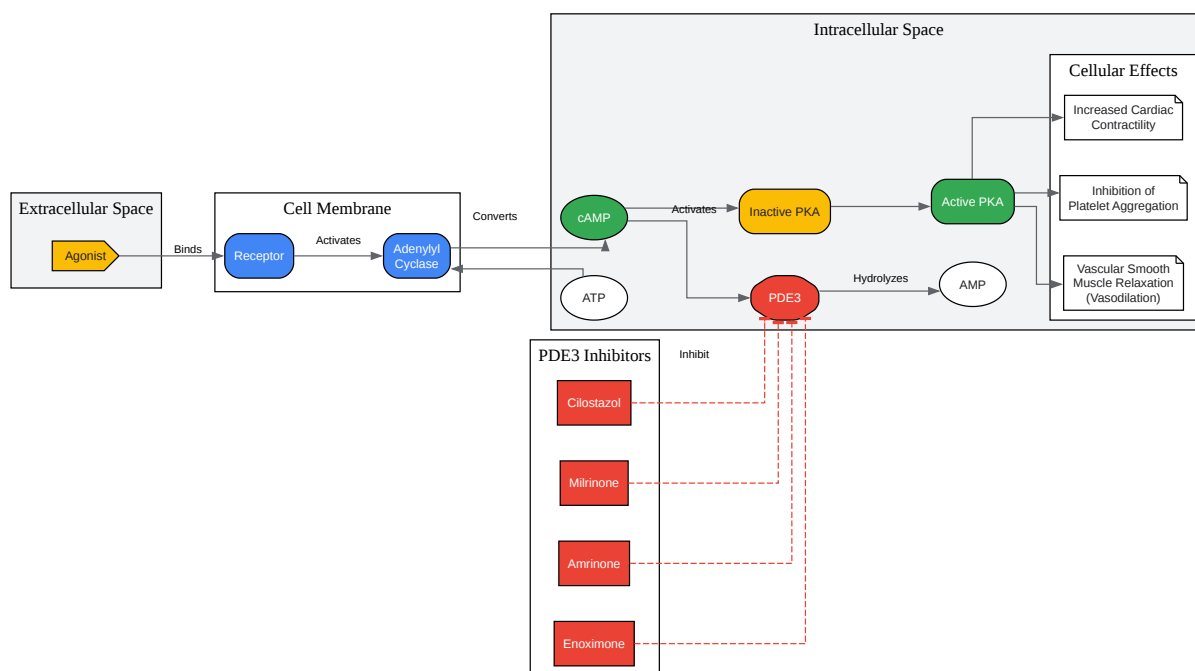 Intracellular Space
Cellular Effects
Increased Cardiac
Contractility
Extracellular Space
Cell Membrane
Converts
cAMP
Activates
Inactive PKA
Active PKA
Inhibition of
Platelet Aggregation
Agonist
Binds
Receptor
Activates
Adenylyl
Cyclase
ATP
PDE3
Hydrolyzes
AMP
Vascular Smooth
Muscle Relaxation
(Vasodilation)
PDE3 Inhibitors
Inhibit
Cilostazol
Milrinone
Amrinone
Enoximone